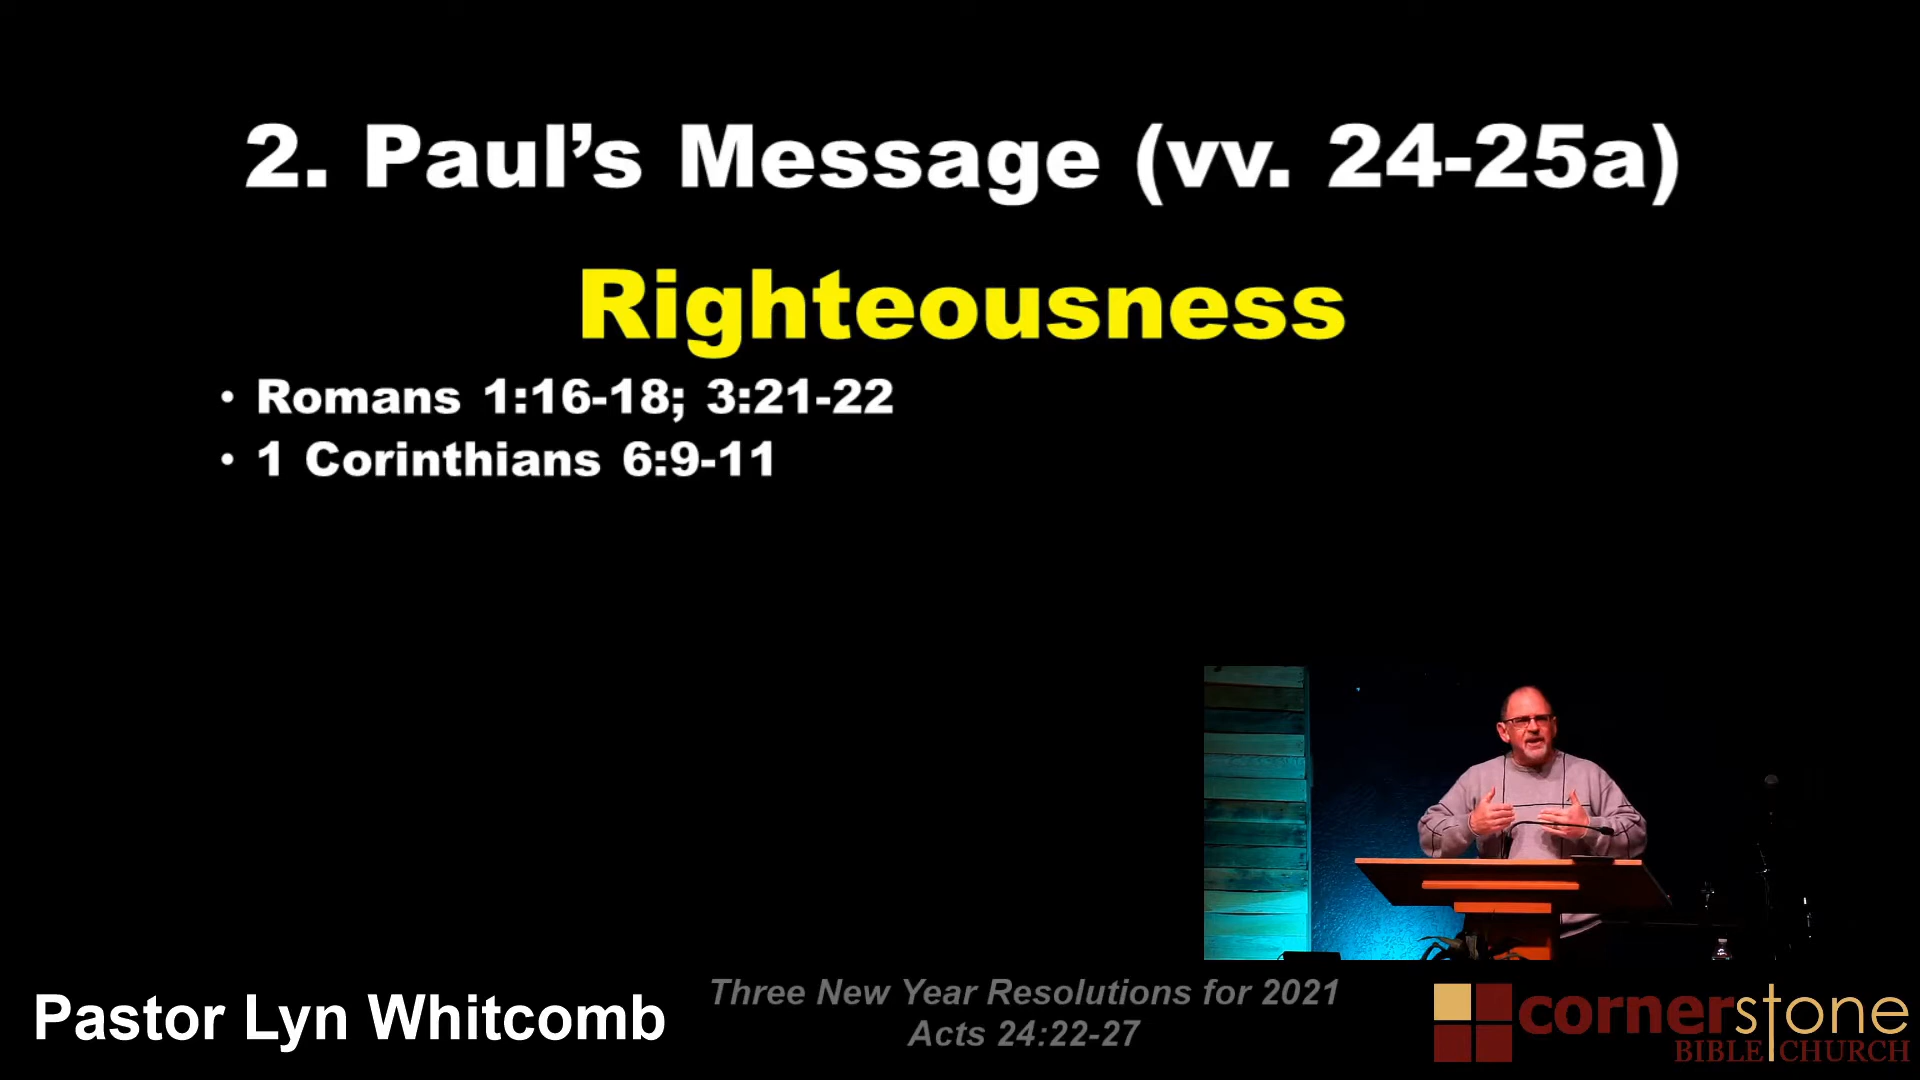 2. Paul’s Message (vv. 24-25a)
Righteousness
• Romans 1:16-18; 3:21-22
• 1 Corinthians 6:9-11
Pastor Lyn Whitcomb
Three New Year Resolutions for 2021
Acts 24:22-27
cornerstone
BIBLE CHURCH